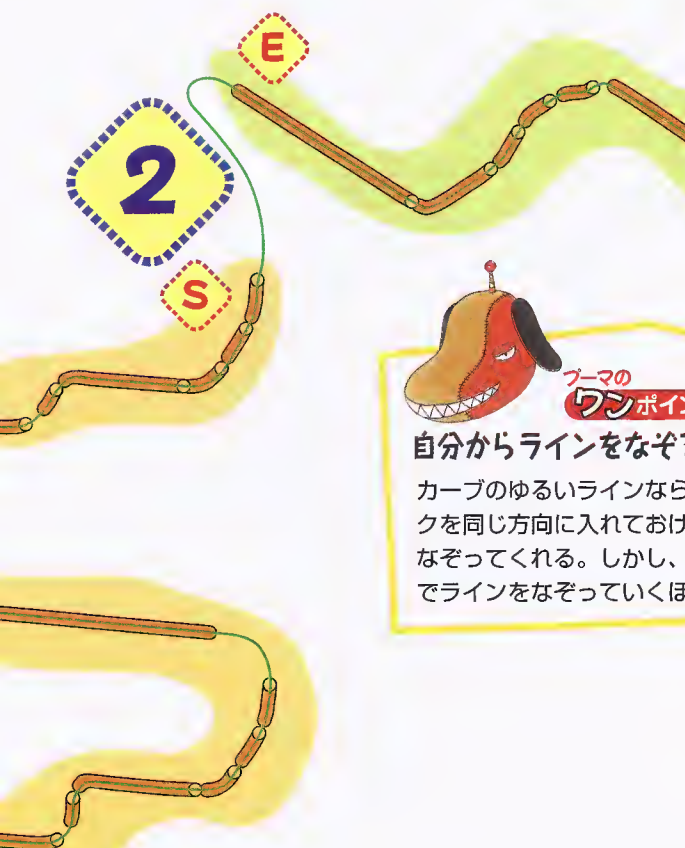 E
2
S
プーマの
ワンポイン
自分からラインをなぞ
カーブのゆるいラインなら
クを同じ方向に入れておけ
なぞってくれる。しかし、
でラインをなぞっていくほ